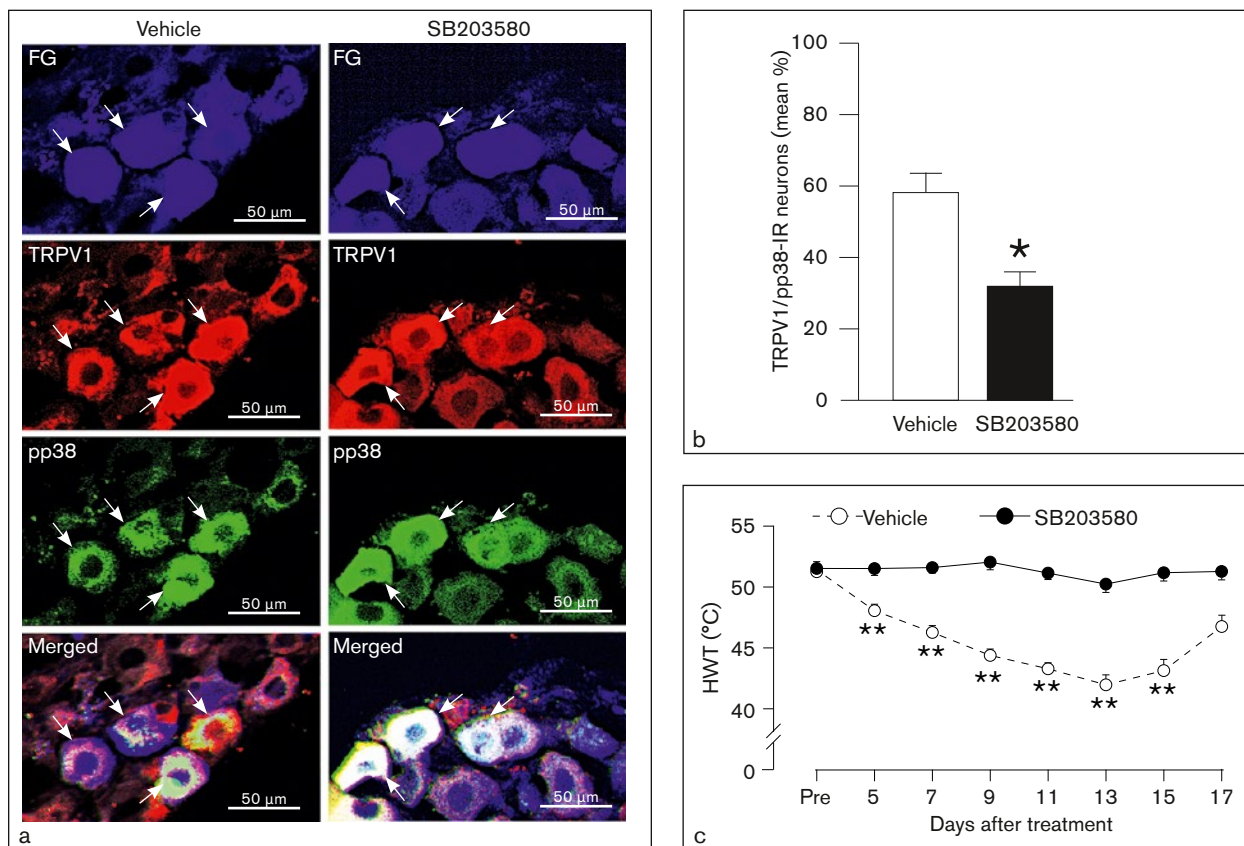 Vehicle SB203580
FG FG
50 µm 50 µm
TRPV1 TRPV1
50 µm 50 µm
pp38 pp38
50 µm 50 µm
Merged Merged
50 µm 50 µm
a
TRPV1/pp38-IR neurons (mean %)
100
80
60
40
20
0
*
Vehicle SB203580
b
Vehicle SB203580
HWT (°C)
55
50
45
40
0
** ** ** ** ** **
Pre 5 7 9 11 13 15 17
Days after treatment
c